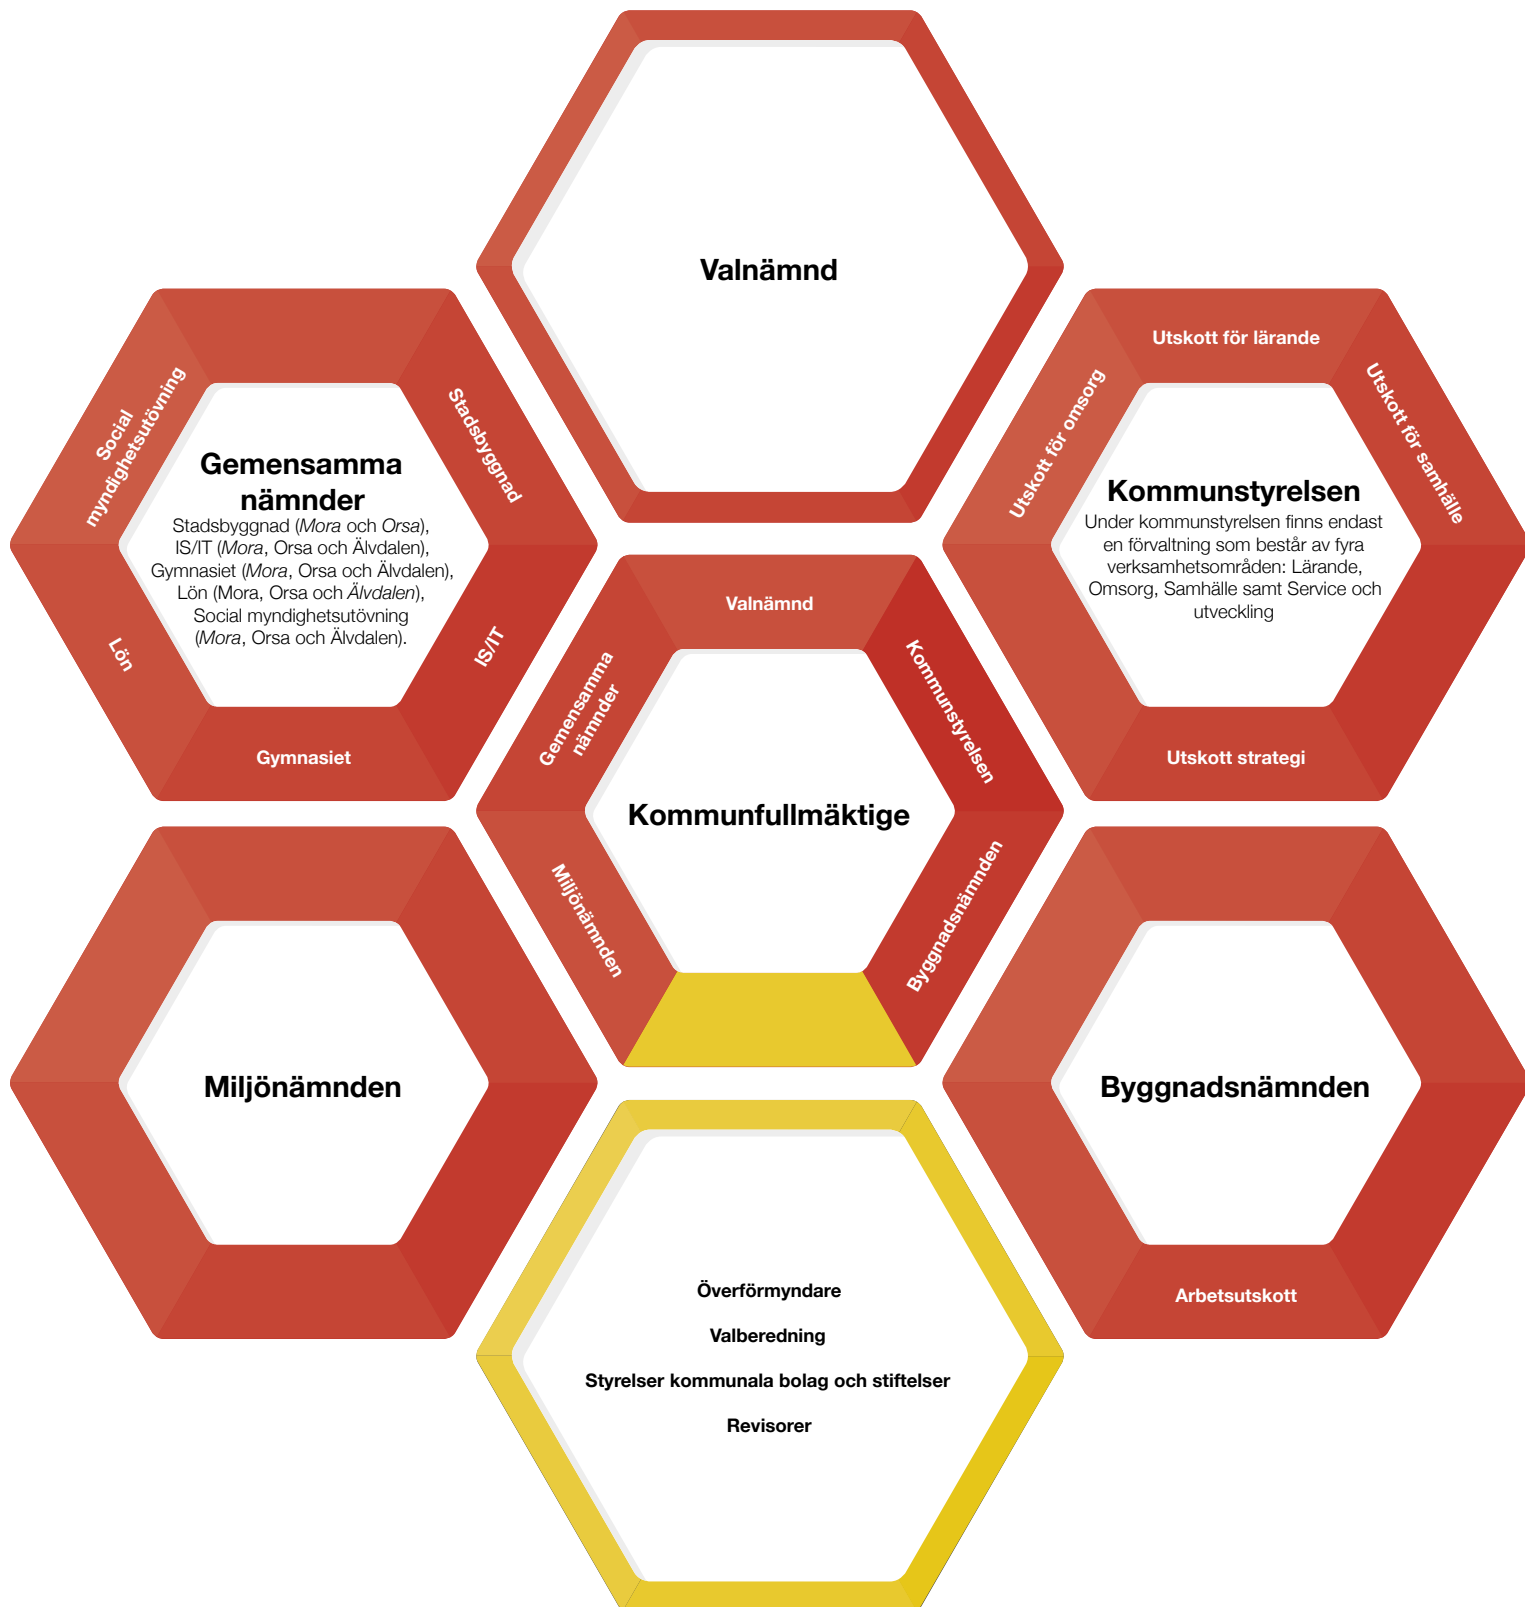 Valnämnd
Social
myndighetsutövning
Stadsbyggnad
Gemensamma
nämnder
Stadsbyggnad (Mora och Orsa),
IS/IT (Mora, Orsa och Älvdalen),
Gymnasiet (Mora, Orsa och Älvdalen),
Lön (Mora, Orsa och Älvdalen),
Social myndighetsutövning
(Mora, Orsa och Älvdalen).
Lön
IS/IT
Gymnasiet
Utskott för lärande
Utskott för omsorg
Utskott för samhälle
Kommunstyrelsen
Under kommunstyrelsen finns endast
en förvaltning som består av fyra
verksamhetsområden: Lärande,
Omsorg, Samhälle samt Service och
utveckling
Utskott strategi
Valnämnd
Gemensamma
nämnder
Kommunstyrelsen
Kommunfullmäktige
Miljönämnden
Byggnadsnämnden
Miljönämnden
Byggnadsnämnden
Arbetsutskott
Överförmyndare
Valberedning
Styrelser kommunala bolag och stiftelser
Revisorer